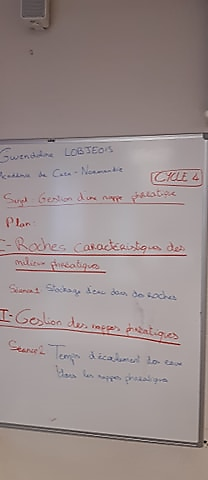 Gwendoline LOBJEOIS
Académie de Caen-Normandie
CYCLE 4
Sujet: Gestion d'une nappe phréatique
Plan:
I-Roches caractéristiques des
milieux phréatiques
Séance 1 Stockage d'eau dans des roches
II-Gestion des nappes phréatiques
Séance 2 Temps d'écoulement des eaux
dans les nappes phréatiques